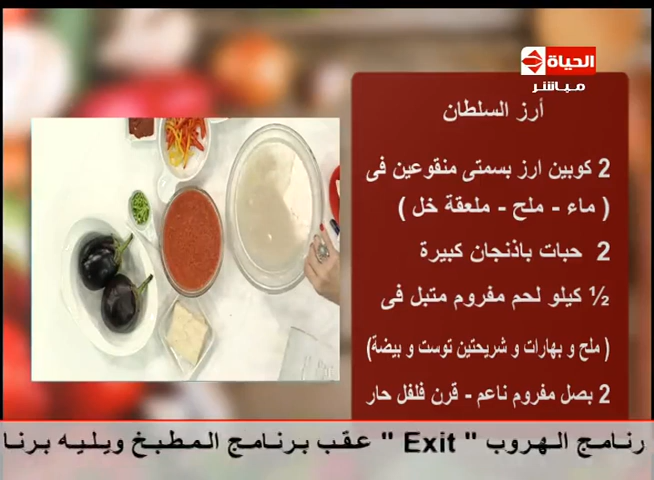 الحياة
مباشر
أرز السلطان
2 كوبين ارز بسمتى منقوعين فى
( ماء - ملح - ملعقة خل )
2 حبات باذنجان كبيرة
½ كيلو لحم مفروم متبل فى
( ملح و بهارات و شريحتين توست و بيضة)
2 بصل مفروم ناعم - قرن فلفل حار
رنامج الهروب " Exit " عقب برنامج المطبخ ويليه برنا